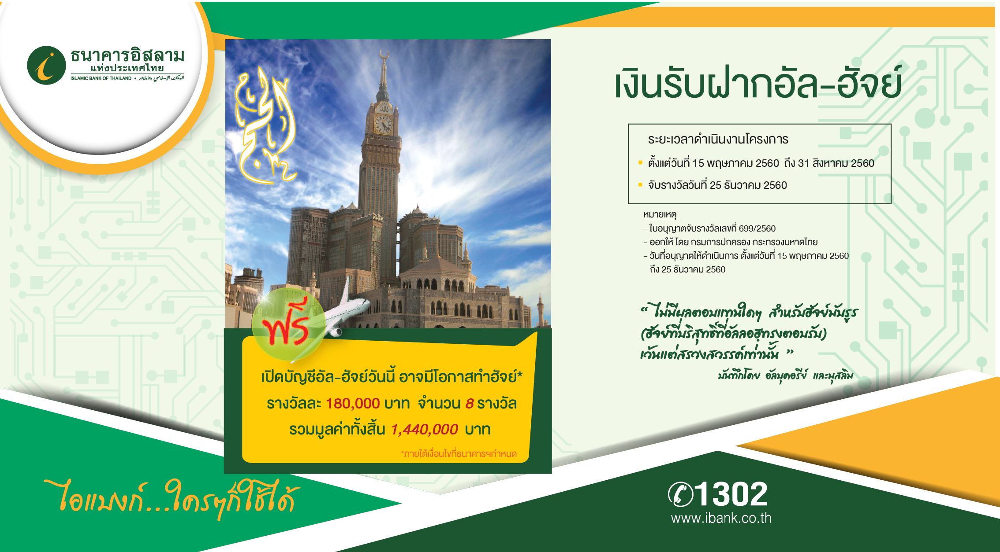 ธนาคารอิสลาม
แห่งประเทศไทย
ISLAMIC BANK OF THAILAND • البنك الإسلامي بتايلاند
เงินรับฝากอัล-ฮัจย์
ระยะเวลาดำเนินงานโครงการ
ตั้งแต่วันที่ 15 พฤษภาคม 2560 ถึง 31 สิงหาคม 2560
จับรางวัลวันที่ 25 ธันวาคม 2560
หมายเหตุ
- ใบอนุญาตจับรางวัลเลขที่ 699/2560
- ออกให้ โดย กรมการปกครอง กระทรวงมหาดไทย
- วันที่อนุญาตให้ดำเนินการ ตั้งแต่วันที่ 15 พฤษภาคม 2560
ถึง 25 ธันวาคม 2560
“ ไม่มีผลตอบแทนใดๆ สำหรับฮัจย์มับรูร
(ฮัจย์ที่บริสุทธิ์ที่อัลลอฮฺทรงตอบรับ)
เว้นแต่สรวงสวรรค์เท่านั้น ”
บันทึกโดย อัลบุคอรีย์ และมุสลิม
ฟรี
เปิดบัญชีอัล-ฮัจย์วันนี้ อาจมีโอกาสทำฮัจย์*
รางวัลละ 180,000 บาท จำนวน 8 รางวัล
รวมมูลค่าทั้งสิ้น 1,440,000 บาท
*ภายใต้เงื่อนไขที่ธนาคารฯกำหนด
ไอแบงก์...ใครๆก็ใช้ได้
1302
www.ibank.co.th